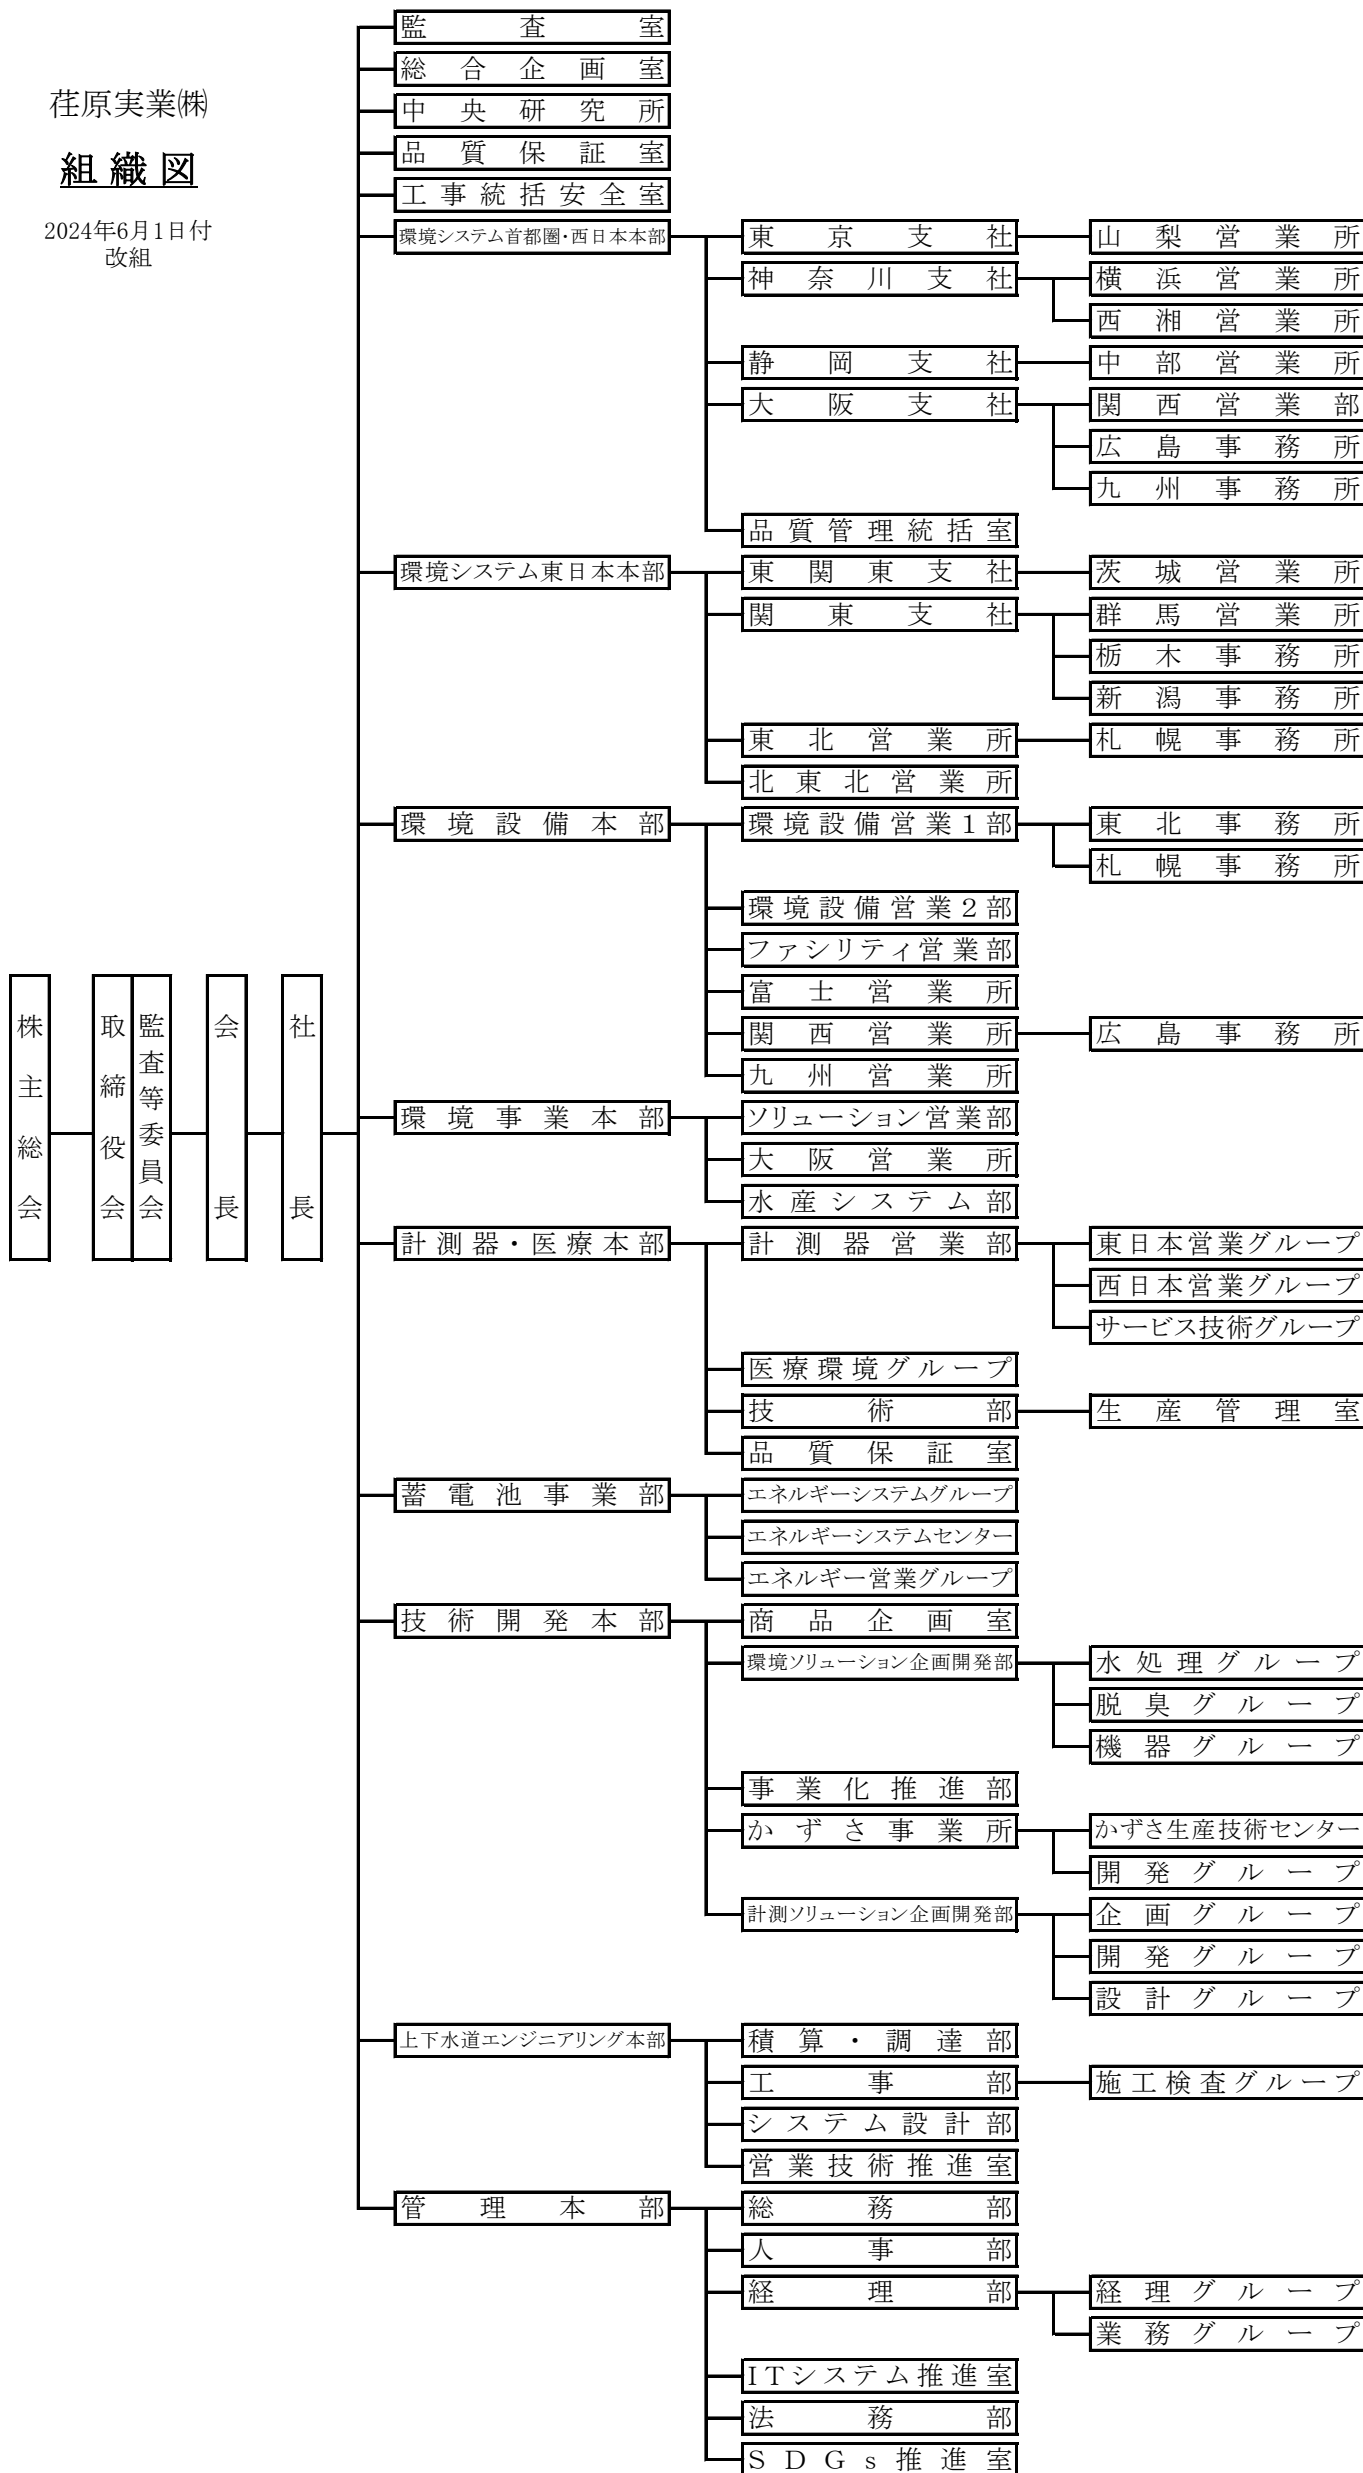 荏原実業㈱
組織図
2024年6月1日付
改組
株主総会
取締役会
監査等委員会
会長
社長
監査室
総合企画室
中央研究所
品質保証室
工事統括安全室
環境システム首都圏・西日本本部
東京支社
山梨営業所
神奈川支社
横浜営業所
西湘営業所
静岡支社
中部営業所
大阪支社
関西営業部
広島事務所
九州事務所
品質管理統括室
環境システム東日本本部
東関東支社
茨城営業所
関東支社
群馬営業所
栃木事務所
新潟事務所
東北営業所
札幌事務所
北東北営業所
環境設備本部
環境設備営業1部
東北事務所
札幌事務所
環境設備営業2部
ファシリティ営業部
富士営業所
関西営業所
広島事務所
九州営業所
環境事業本部
ソリューション営業部
大阪営業所
水産システム部
計測器・医療本部
計測器営業部
東日本営業グループ
西日本営業グループ
サービス技術グループ
医療環境グループ
技術部
生産管理室
品質保証室
蓄電池事業部
エネルギーシステムグループ
エネルギーシステムセンター
エネルギー営業グループ
技術開発本部
商品企画室
環境ソリューション企画開発部
水処理グループ
脱臭グループ
機器グループ
事業化推進部
かずさ事業所
かずさ生産技術センター
開発グループ
計測ソリューション企画開発部
企画グループ
開発グループ
設計グループ
上下水道エンジニアリング本部
積算・調達部
工事部
施工検査グループ
システム設計部
営業技術推進室
管理本部
総務部
人事部
経理部
経理グループ
業務グループ
ITシステム推進室
法務部
SDGs推進室